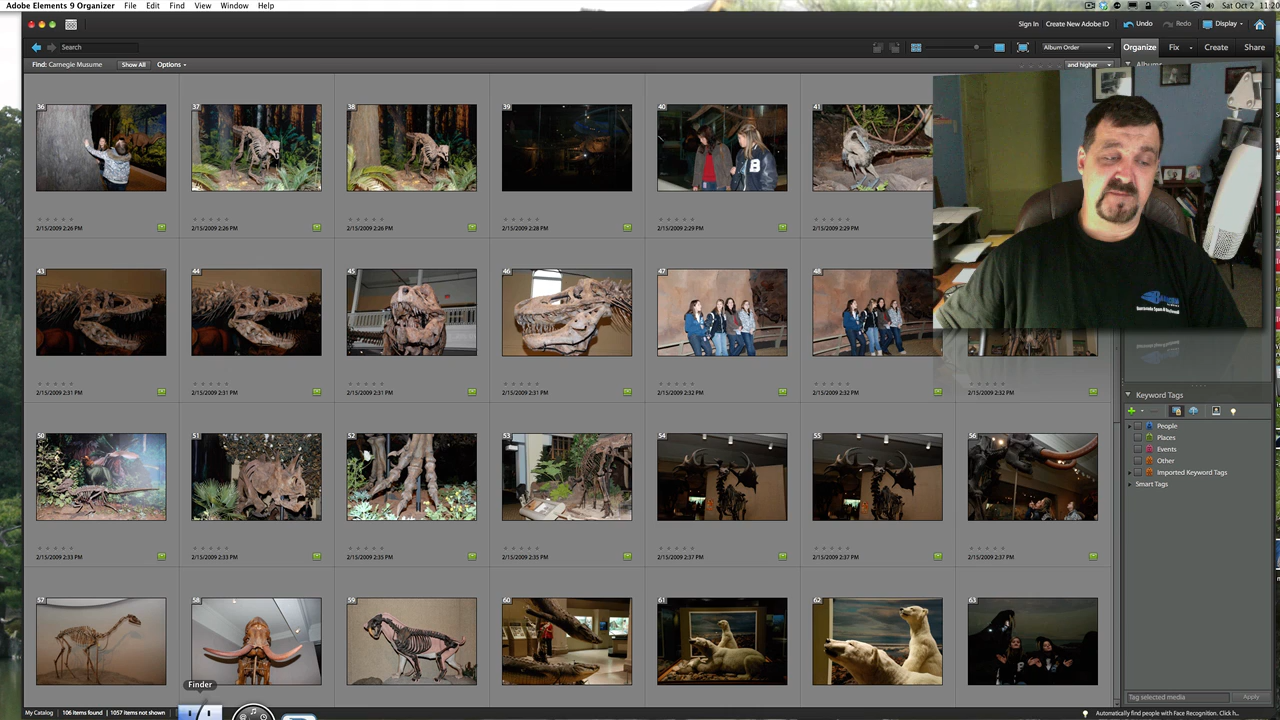 Adobe Elements 9 Organizer File Edit Find View Window Help Sat Oct 2 11:20
Sign In Create New Adobe ID Undo Redo Display
Search Album Order Organize Fix Create Share
Find: Carnegie Musume Show All Options and higher Albums
36 37 38 39 40 41
B
2/15/2009 2:26 PM 2/15/2009 2:26 PM 2/15/2009 2:26 PM 2/15/2009 2:28 PM 2/15/2009 2:29 PM 2/15/2009 2:29 PM
43 44 45 46 47 48
2/15/2009 2:31 PM 2/15/2009 2:31 PM 2/15/2009 2:31 PM 2/15/2009 2:31 PM 2/15/2009 2:32 PM 2/15/2009 2:32 PM 2/15/2009 2:32 PM
Keyword Tags
People
Places
Events
Other
Imported Keyword Tags
Smart Tags
50 51 52 53 54 55 56
2/15/2009 2:33 PM 2/15/2009 2:33 PM 2/15/2009 2:35 PM 2/15/2009 2:35 PM 2/15/2009 2:37 PM 2/15/2009 2:37 PM 2/15/2009 2:37 PM
57 58 59 60 61 62 63
Finder
Tag selected media Apply
My Catalog 106 items found 1057 items not shown Automatically find people with Face Recognition. Click h...